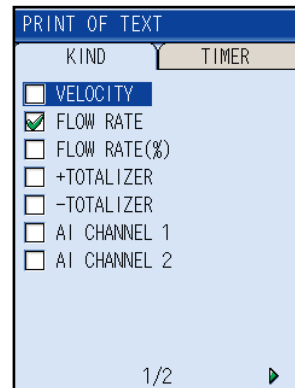 PRINT OF TEXT
KIND TIMER
VELOCITY
FLOW RATE
FLOW RATE(%)
+TOTALIZER
-TOTALIZER
AI CHANNEL 1
AI CHANNEL 2
1/2